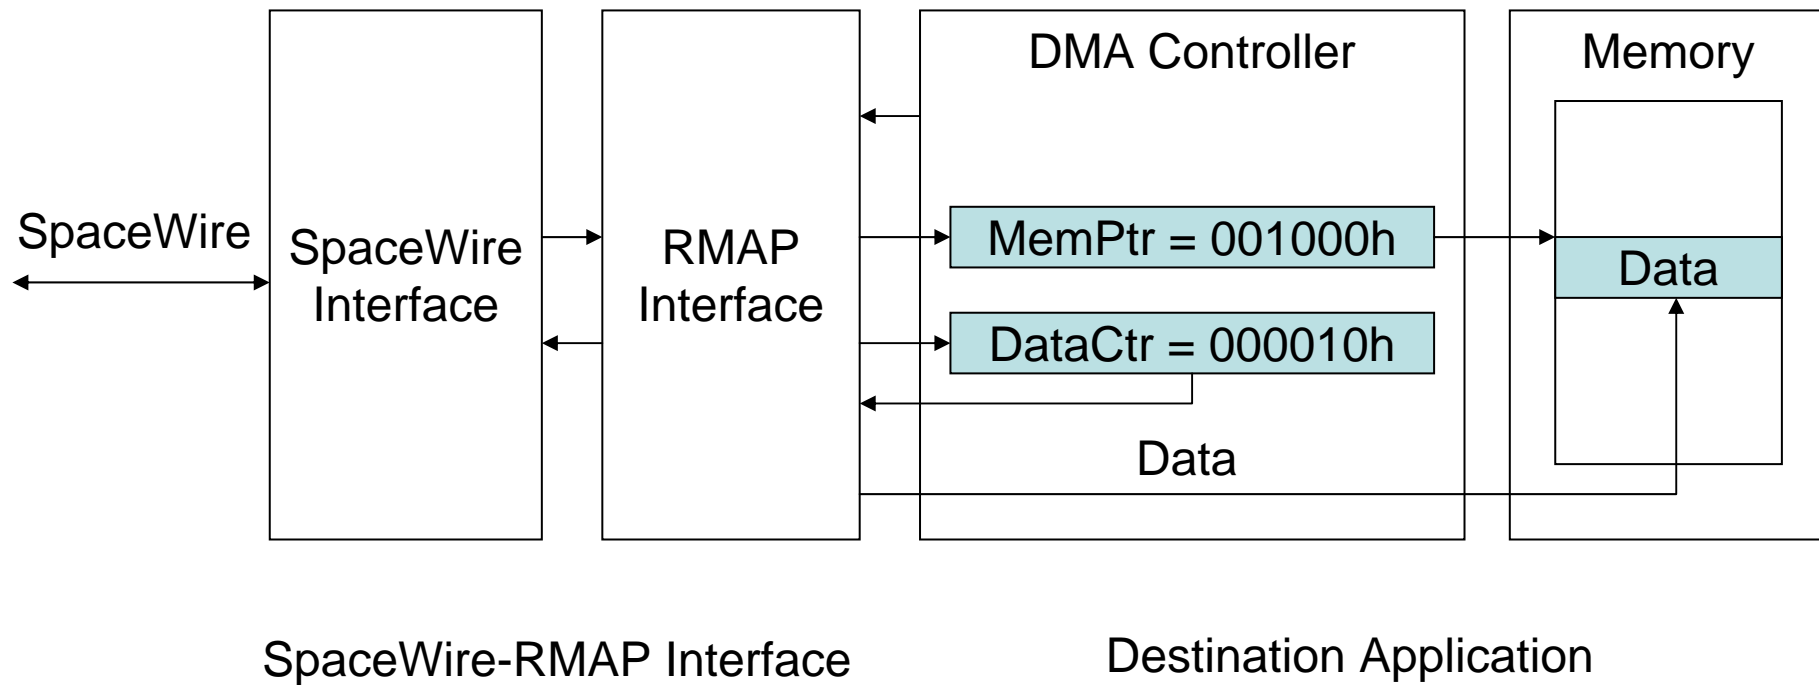 DMA Controller
Memory
SpaceWire
SpaceWire
Interface
RMAP
Interface
MemPtr = 001000h
Data
DataCtr = 000010h
Data
SpaceWire-RMAP Interface
Destination Application